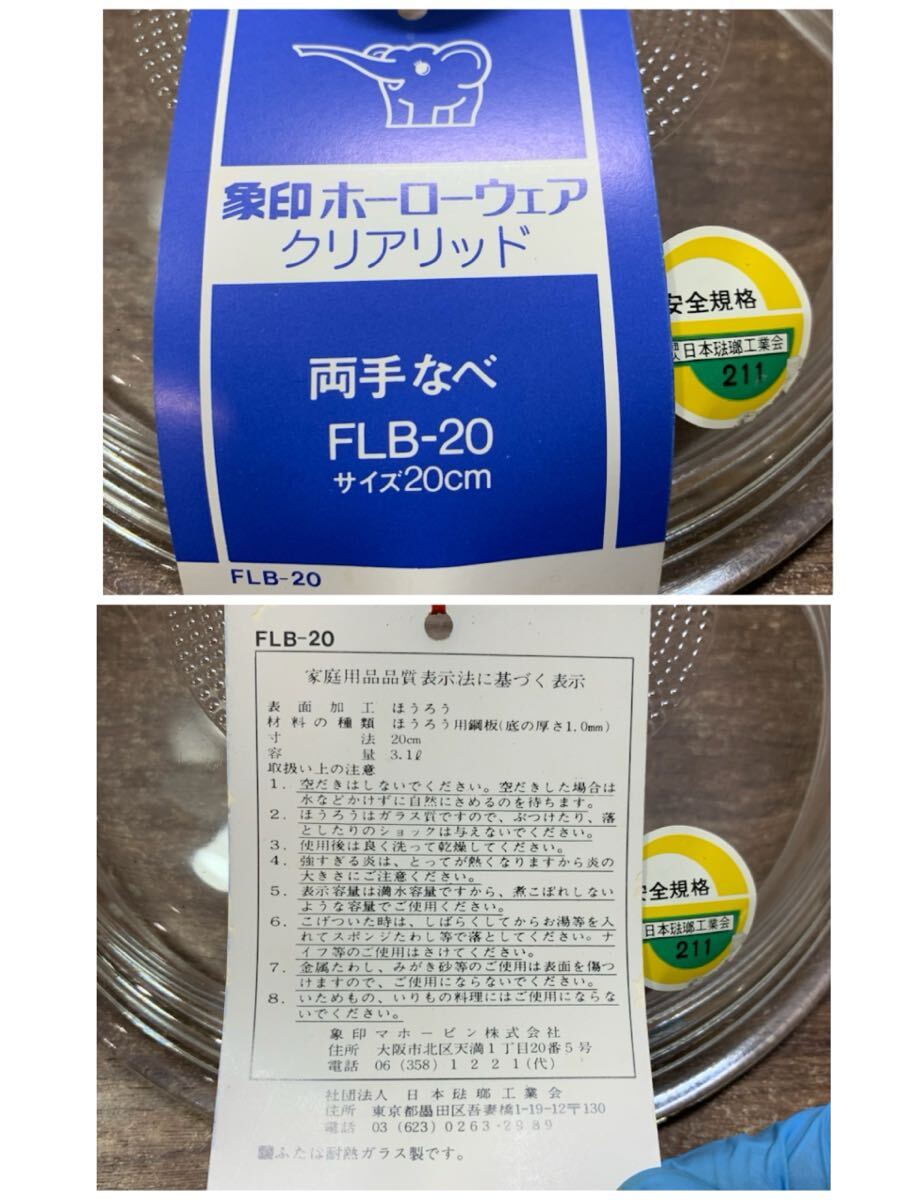 象印ホーローウェア
クリアリッド
両手なべ
FLB-20
サイズ20cm
FLB-20
安全規格
日本琺瑯工業会
211
FLB-20
家庭用品品質表示法に基づく表示
表面加工 ほうろう
材料の種類 ほうろう用鋼板(底の厚さ1.0mm)
寸法 20cm
容量 3.1ℓ
取扱い上の注意
1. 空だきはしないでください。空だきした場合は
水などかけずに自然にさめるのを待ちます。
2. ほうろうはガラス質ですので、ぶつけたり、落
としたりのショックは与えないでください。
3. 使用後は良く洗って乾燥してください。
4. 強すぎる炎は、とってが熱くなりますから炎の
大きさにご注意ください。
5. 表示容量は満水容量ですから、煮こぼれしない
ような容量でご使用ください。
6. こげついた時は、しばらくしてからお湯等を入
れてスポンジたわし等で落としてください。ナ
イフ等のご使用はさけてください。
7. 金属たわし、みがき砂等のご使用は表面を傷つ
けますので、ご使用にならないでください。
8. いためもの、いりもの料理にはご使用にならな
いでください。
象印マホービン株式会社
住所 大阪市北区天満1丁目20番5号
電話 06(358)1221(代)
社団法人 日本琺瑯工業会
住所 東京都墨田区吾妻橋1-19-12〒130
電話 03(623)0263・2989
ふたは耐熱ガラス製です。
全規格
日本琺瑯工業会
211